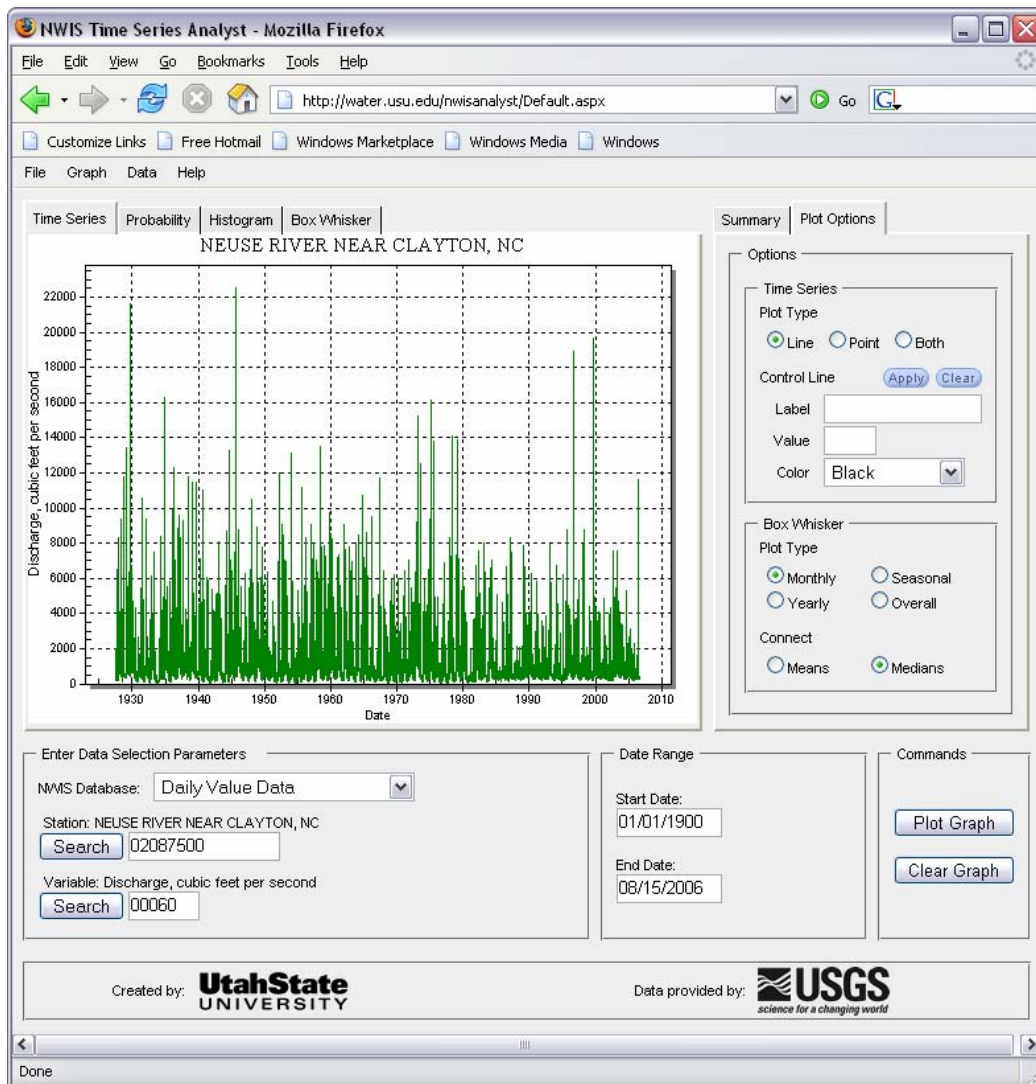 NWIS Time Series Analyst - Mozilla Firefox
File Edit View Go Bookmarks Tools Help
http://water.usu.edu/nwisanalyst/Default.aspx
Go
G
Customize Links Free Hotmail Windows Marketplace Windows Media Windows
File Graph Data Help
Time Series Probability Histogram Box Whisker
Summary Plot Options
NEUSE RIVER NEAR CLAYTON, NC
Discharge, cubic feet per second
22000
20000
18000
16000
14000
12000
10000
8000
6000
4000
2000
0
1930 1940 1950 1960 1970 1980 1990 2000 2010
Date
Options
Time Series
Plot Type
Line Point Both
Control Line Apply Clear
Label
Value
Color Black
Box Whisker
Plot Type
Monthly Seasonal
Yearly Overall
Connect
Means Medians
Enter Data Selection Parameters
NWIS Database: Daily Value Data
Station: NEUSE RIVER NEAR CLAYTON, NC
Search 02087500
Variable: Discharge, cubic feet per second
Search 00060
Date Range
Start Date:
01/01/1900
End Date:
08/15/2006
Commands
Plot Graph
Clear Graph
Created by: UtahState
UNIVERSITY
Data provided by: USGS
science for a changing world
Done